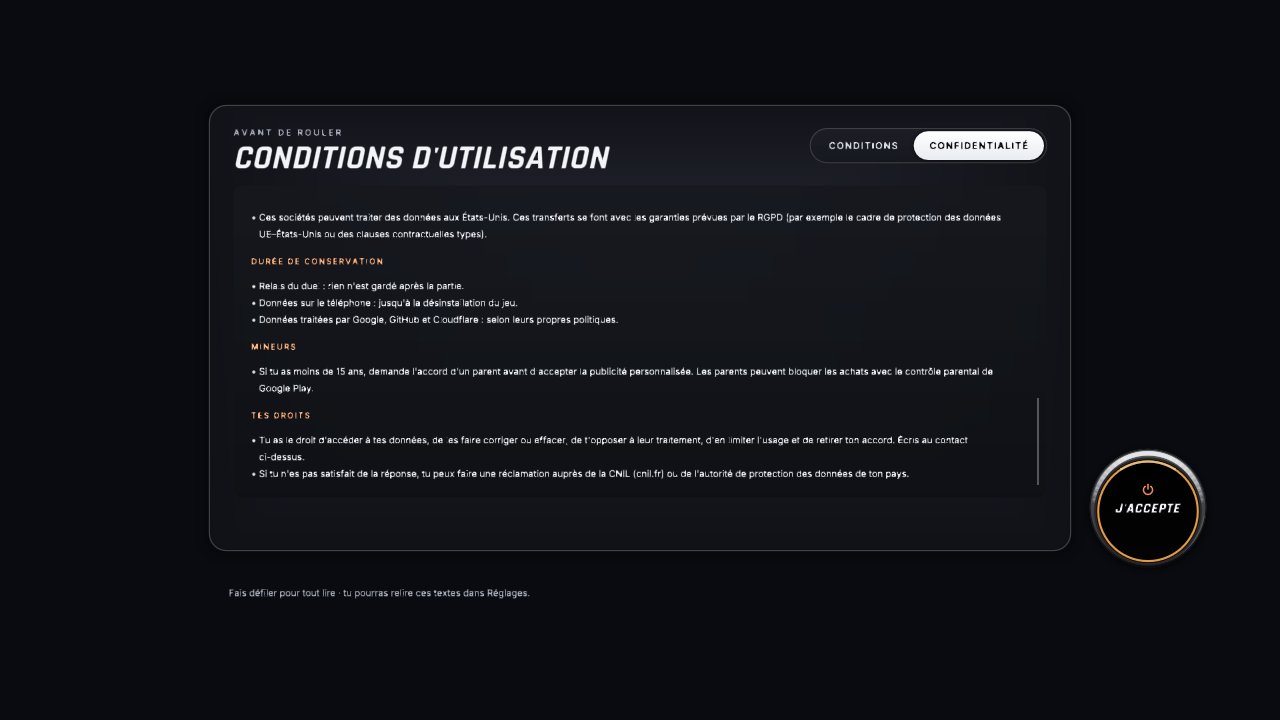 AVANT DE ROULER
CONDITIONS D'UTILISATION
CONDITIONS
CONFIDENTIALITÉ
• Ces sociétés peuvent traiter des données aux États-Unis. Ces transferts se font avec les garanties prévues par le RGPD (par exemple le cadre de protection des données
UE–États-Unis ou des clauses contractuelles types).
DURÉE DE CONSERVATION
• Relais du duel : rien n'est gardé après la partie.
• Données sur le téléphone : jusqu'à la désinstallation du jeu.
• Données traitées par Google, GitHub et Cloudflare : selon leurs propres politiques.
MINEURS
• Si tu as moins de 15 ans, demande l'accord d'un parent avant d'accepter la publicité personnalisée. Les parents peuvent bloquer les achats avec le contrôle parental de
Google Play.
TES DROITS
• Tu as le droit d'accéder à tes données, de les faire corriger ou effacer, de t'opposer à leur traitement, d'en limiter l'usage et de retirer ton accord. Écris au contact
ci-dessus.
• Si tu n'es pas satisfait de la réponse, tu peux faire une réclamation auprès de la CNIL (cnil.fr) ou de l'autorité de protection des données de ton pays.
J'ACCEPTE
Fais défiler pour tout lire · tu pourras relire ces textes dans Réglages.